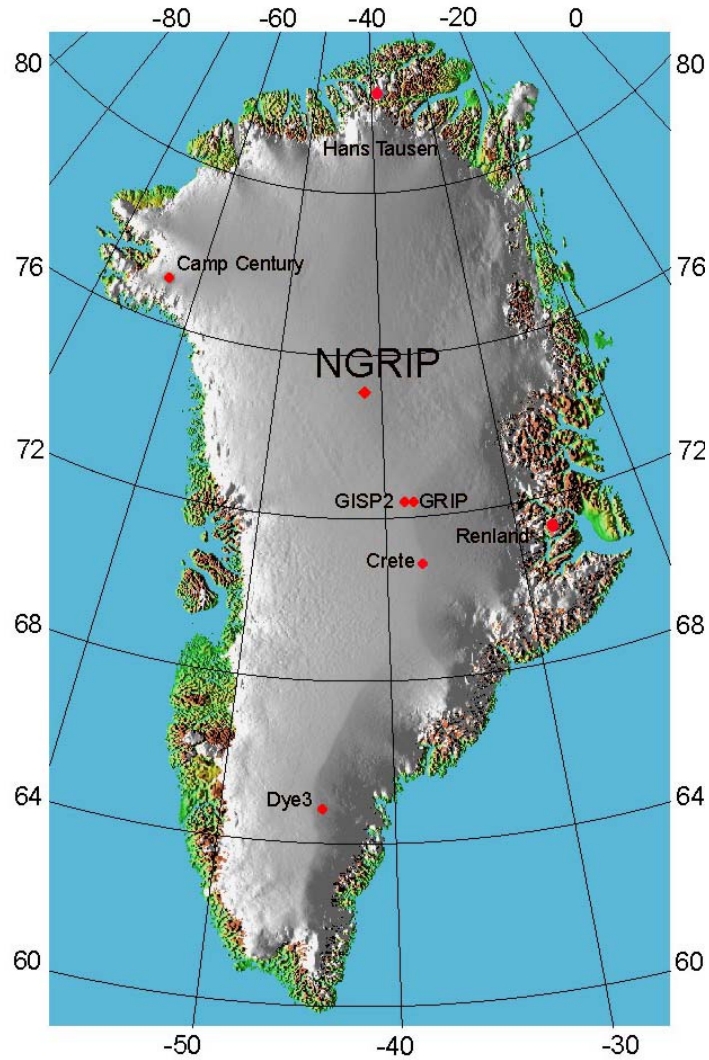 -80 -60 -40 -20 0
80 80
Hans Tausen
76 76
Camp Century
NGRIP
72 72
GISP2 GRIP
Renland
Crete
68 68
Dye3
64 64
60 60
-50 -40 -30